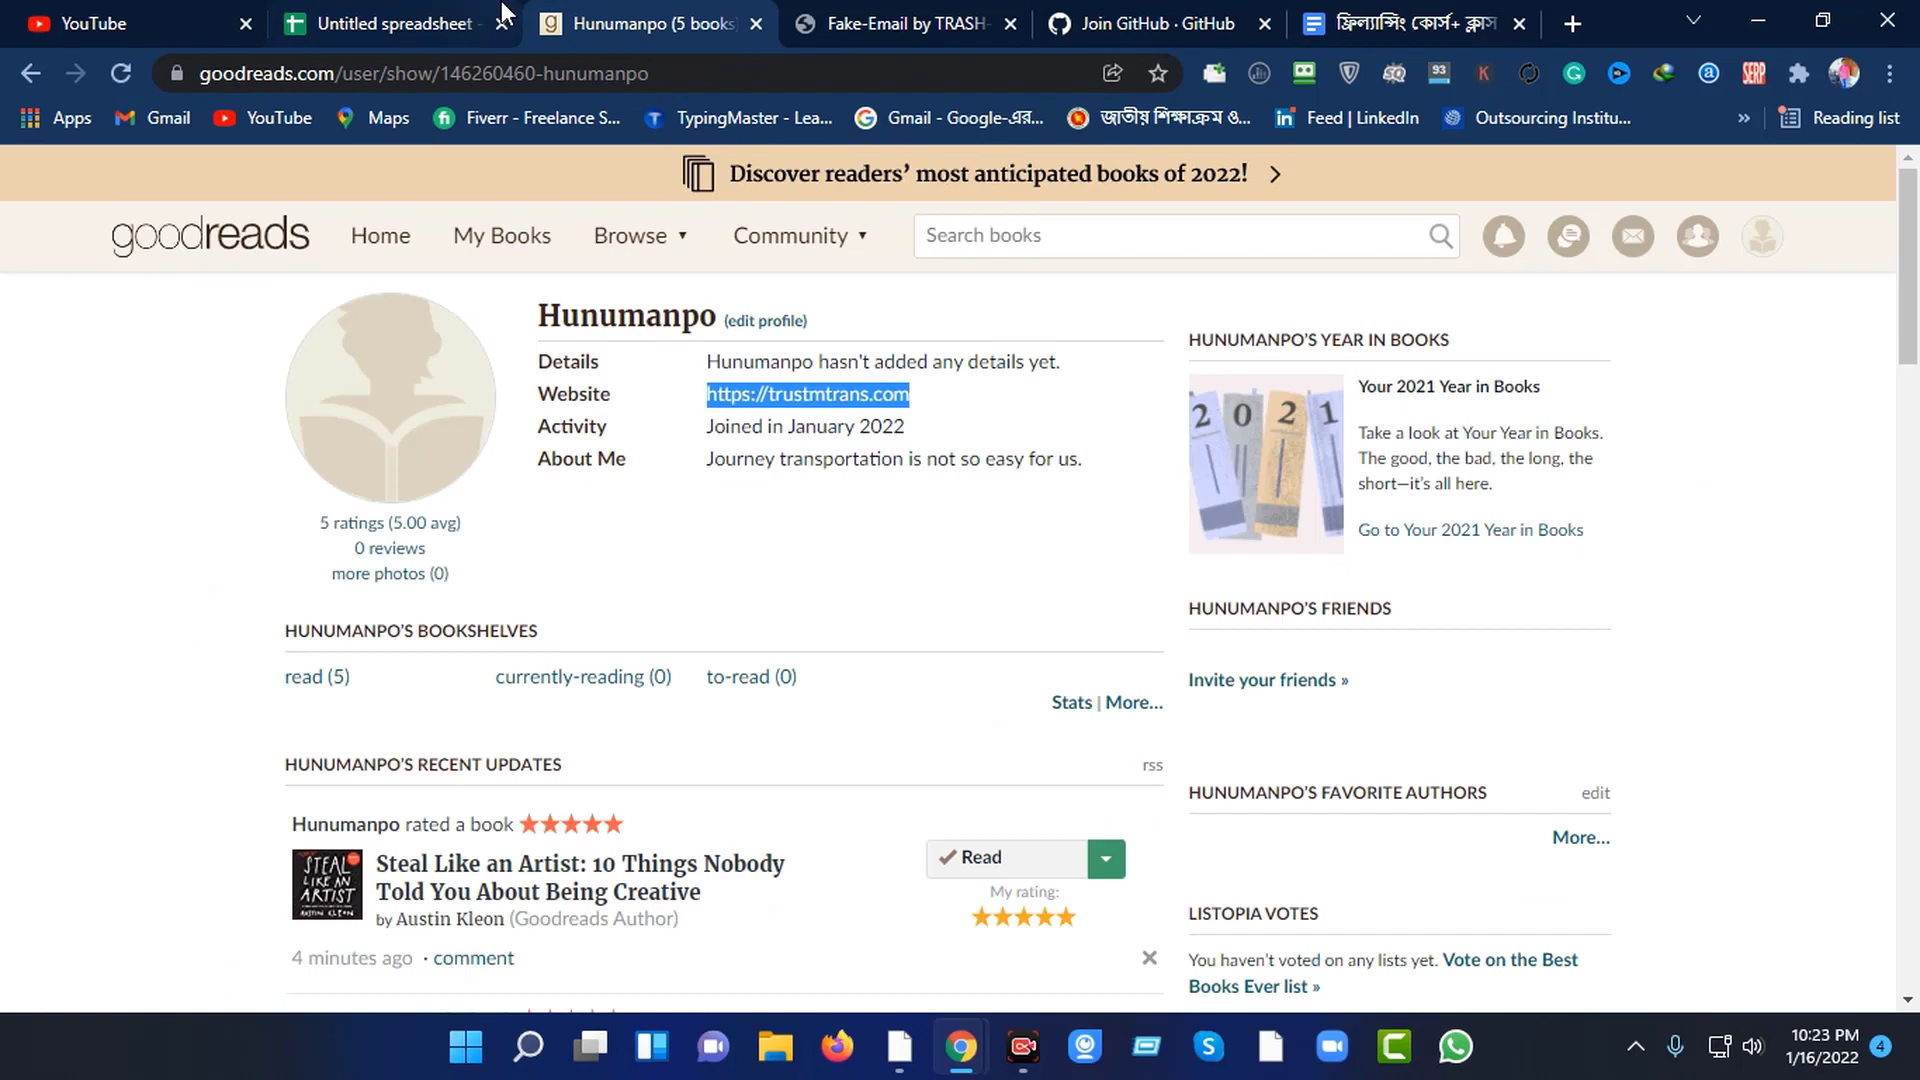 YouTube
Untitled spreadsheet -
Hunumanpo (5 books)
Fake-Email by TRASH-
Join GitHub · GitHub
ফ্রিল্যান্সিং কোর্স+ ক্লাস
goodreads.com/user/show/146260460-hunumanpo
93
SERP
Apps
Gmail
YouTube
Maps
Fiverr - Freelance S...
TypingMaster - Lea...
Gmail - Google-এর...
জাতীয় শিক্ষাক্রম ও...
Feed | LinkedIn
Outsourcing Institu...
»
Reading list
Discover readers’ most anticipated books of 2022!
goodreads
Home
My Books
Browse
Community
Search books
Hunumanpo (edit profile)
Details Hunumanpo hasn't added any details yet.
Website https://trustmtrans.com
Activity Joined in January 2022
About Me Journey transportation is not so easy for us.
5 ratings (5.00 avg)
0 reviews
more photos (0)
HUNUMANPO’S BOOKSHELVES
read (5) currently-reading (0) to-read (0)
Stats | More...
HUNUMANPO’S RECENT UPDATES rss
Hunumanpo rated a book
STEAL LIKE AN ARTIST
AUSTIN KLEON
Steal Like an Artist: 10 Things Nobody
Told You About Being Creative
by Austin Kleon (Goodreads Author)
Read
My rating:
4 minutes ago · comment
HUNUMANPO’S YEAR IN BOOKS
2021
Your 2021 Year in Books
Take a look at Your Year in Books.
The good, the bad, the long, the
short—it’s all here.
Go to Your 2021 Year in Books
HUNUMANPO’S FRIENDS
Invite your friends »
HUNUMANPO’S FAVORITE AUTHORS edit
More...
LISTOPIA VOTES
You haven’t voted on any lists yet. Vote on the Best
Books Ever list »
10:23 PM
1/16/2022
4